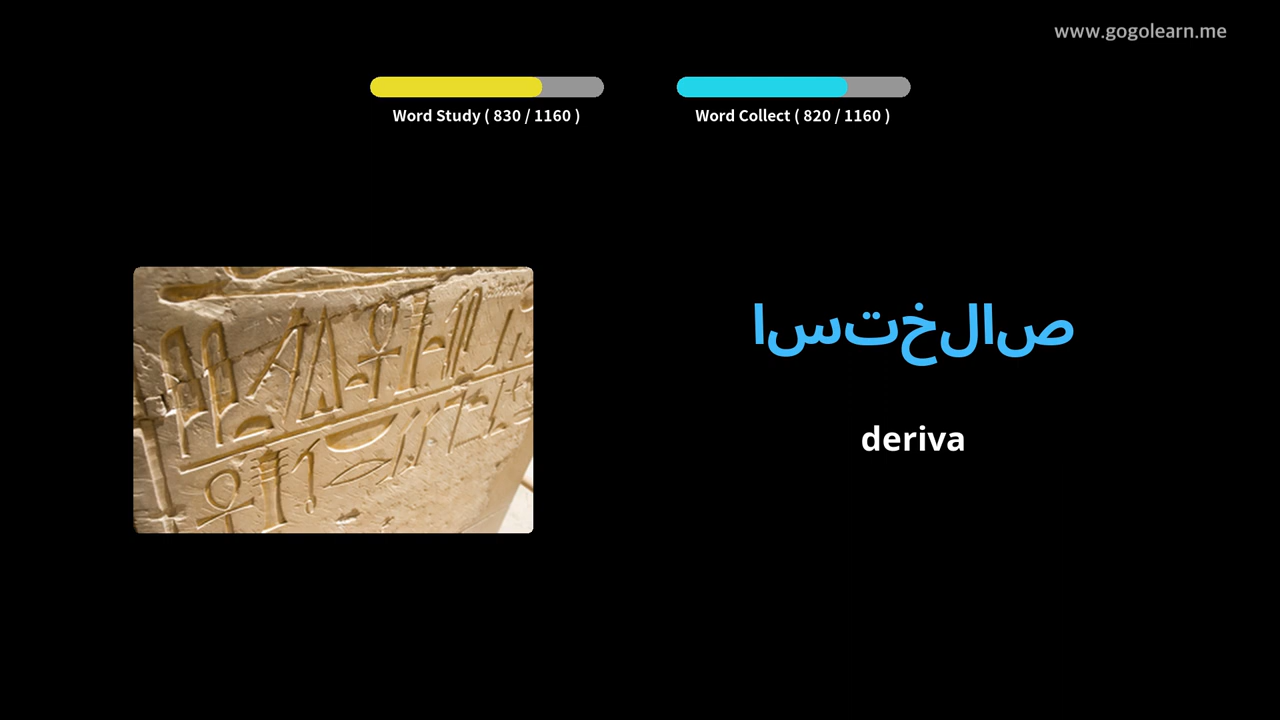 www.gogolearn.me
Word Study ( 830 / 1160 )
Word Collect ( 820 / 1160 )
استخلاص
deriva